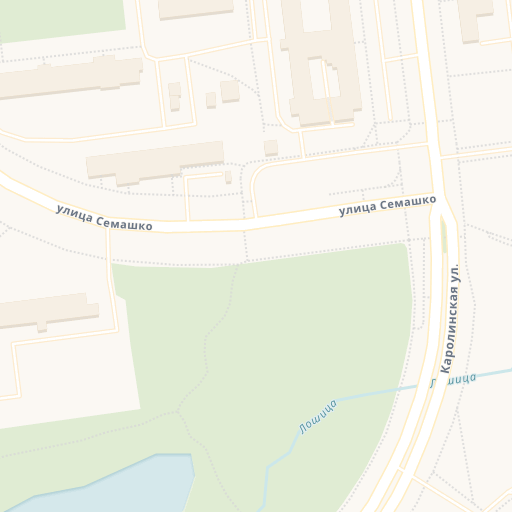 улица Семашко
улица Семашко
Каролинская ул.
Лошица
Лошица